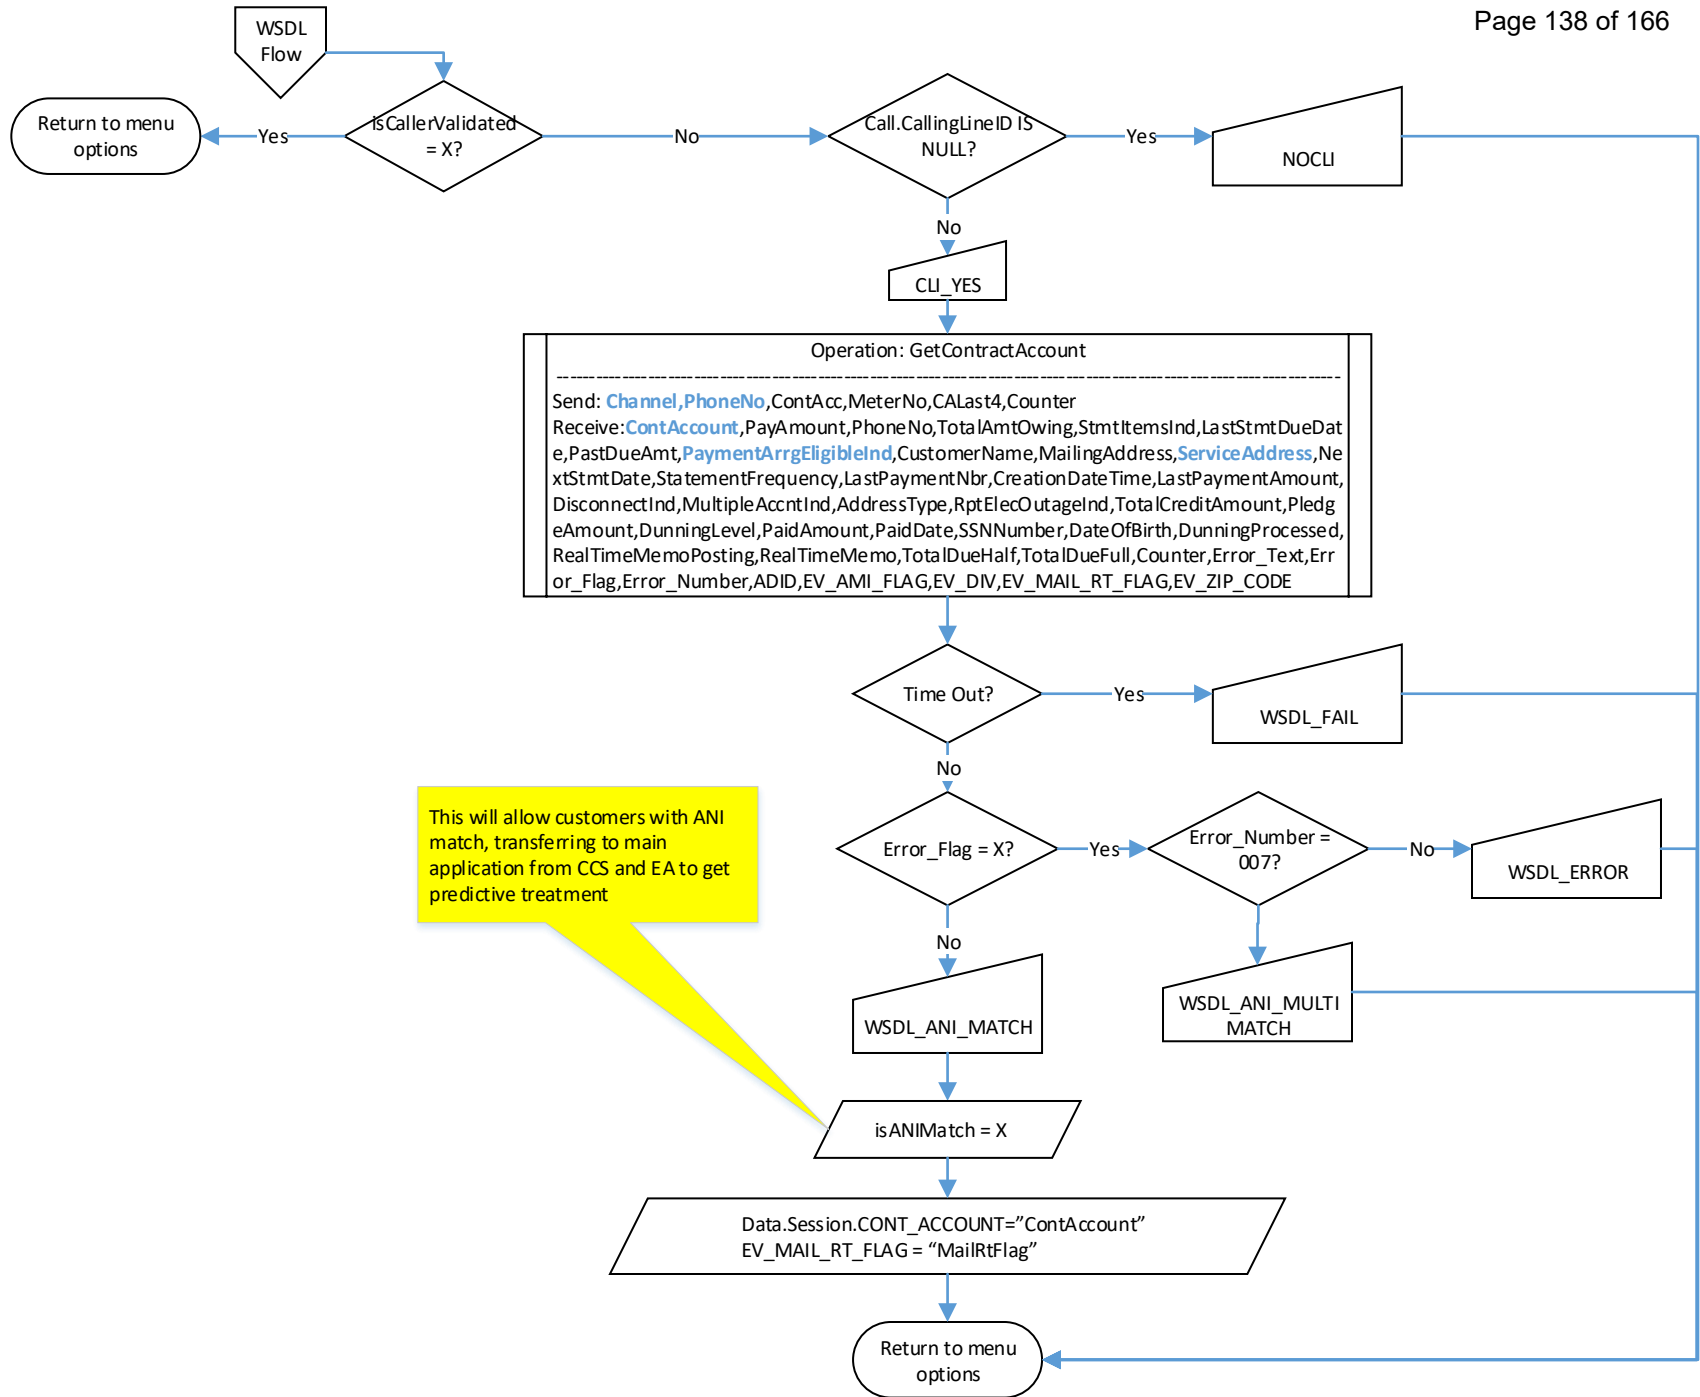 Page 138 of 166
WSDL
Flow
Return to menu
options
Yes
isCallerValidated
= X?
No
Call.CallingLineID IS
NULL?
Yes
NOCLI
No
CLI_YES
Operation: GetContractAccount
--------------------------------------------------------------------------------------------------------------------
Send: Channel,PhoneNo,ContAcc,MeterNo,CALast4,Counter
Receive:ContAccount,PayAmount,PhoneNo,TotalAmtOwing,StmtItemsInd,LastStmtDueDat
e,PastDueAmt,PaymentArrgEligibleInd,CustomerName,MailingAddress,ServiceAddress,Ne
xtStmtDate,StatementFrequency,LastPaymentNbr,CreationDateTime,LastPaymentAmount,
DisconnectInd,MultipleAccntInd,AddressType,RptElecOutageInd,TotalCreditAmount,Pledg
eAmount,DunningLevel,PaidAmount,PaidDate,SSNNumber,DateOfBirth,DunningProcessed,
RealTimeMemoPosting,RealTimeMemo,TotalDueHalf,TotalDueFull,Counter,Error_Text,Err
or_Flag,Error_Number,ADID,EV_AMI_FLAG,EV_DIV,EV_MAIL_RT_FLAG,EV_ZIP_CODE
Time Out?
Yes
WSDL_FAIL
No
This will allow customers with ANI
match, transferring to main
application from CCS and EA to get
predictive treatment
Error_Flag = X?
Yes
Error_Number =
007?
No
WSDL_ERROR
No
WSDL_ANI_MATCH
WSDL_ANI_MULTI
MATCH
isANIMatch = X
Data.Session.CONT_ACCOUNT=”ContAccount”
EV_MAIL_RT_FLAG = “MailRtFlag”
Return to menu
options